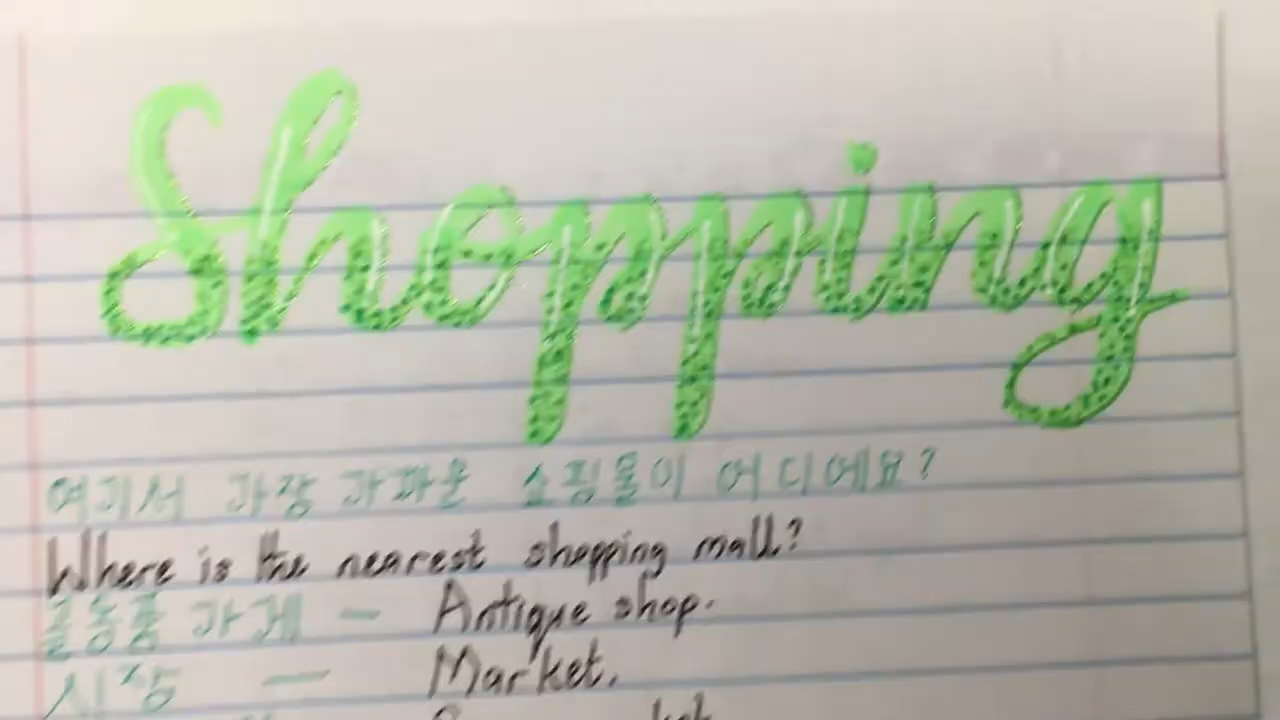 Shopping
여기서 가장 가까운 쇼핑몰이 어디에요?
Where is the nearest shopping mall?
골동품 가게 — Antique shop.
시장 — Market.